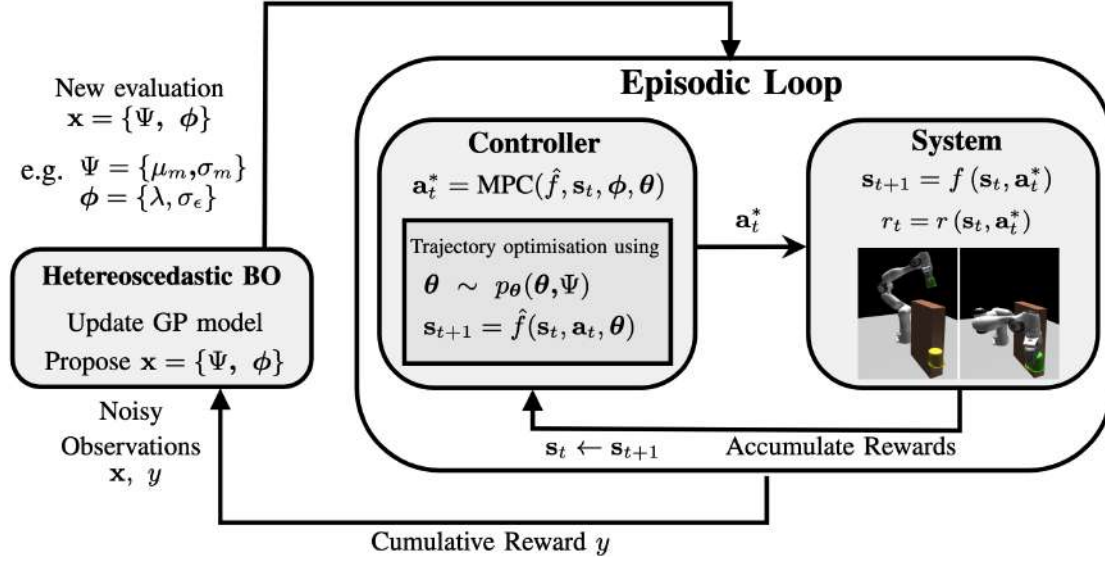 New evaluation
𝐱 = {Ψ, ϕ}
e.g. Ψ = {μ_m,σ_m}
ϕ = {λ, σ_ϵ}
Hetereoscedastic BO
Update GP model
Propose 𝐱 = {Ψ, ϕ}
Noisy
Observations
𝐱, y
Episodic Loop
Controller
𝐚*_t = MPC(f̂, 𝐬_t, ϕ, θ)
Trajectory optimisation using
θ ∼ p_θ(θ,Ψ)
𝐬_{t+1} = f̂(𝐬_t, 𝐚_t, θ)
𝐚*_t
System
𝐬_{t+1} = f (𝐬_t, 𝐚*_t)
r_t = r (𝐬_t, 𝐚*_t)
𝐬_t ← 𝐬_{t+1}
Accumulate Rewards
Cumulative Reward y